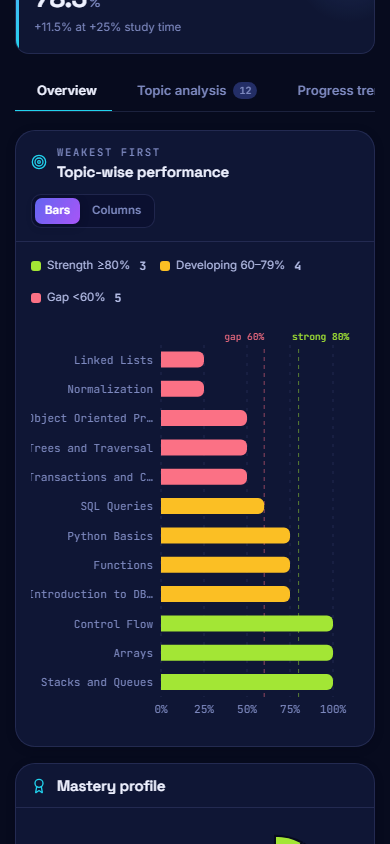 +11.5% at +25% study time
Overview Topic analysis 12 Progress
WEAKEST FIRST
Topic-wise performance
Bars Columns
Strength ≥80% 3 Developing 60–79% 4
Gap <60% 5
gap 60% strong 80%
Linked Lists
Normalization
Object Oriented Pr…
Trees and Traversal
Transactions and C…
SQL Queries
Python Basics
Functions
Introduction to DB…
Control Flow
Arrays
Stacks and Queues
0% 25% 50% 75% 100%
Mastery profile